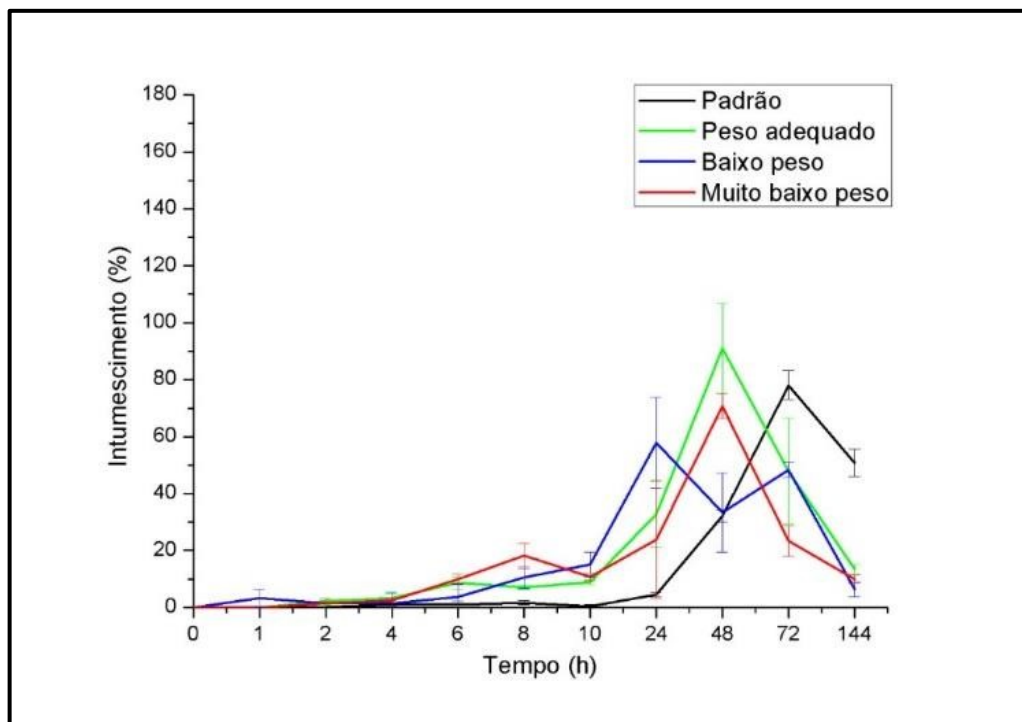 180
160
140
120
100
80
60
40
20
0
Intumescimento (%)
Padrão
Peso adequado
Baixo peso
Muito baixo peso
0 1 2 4 6 8 10 24 48 72 144
Tempo (h)